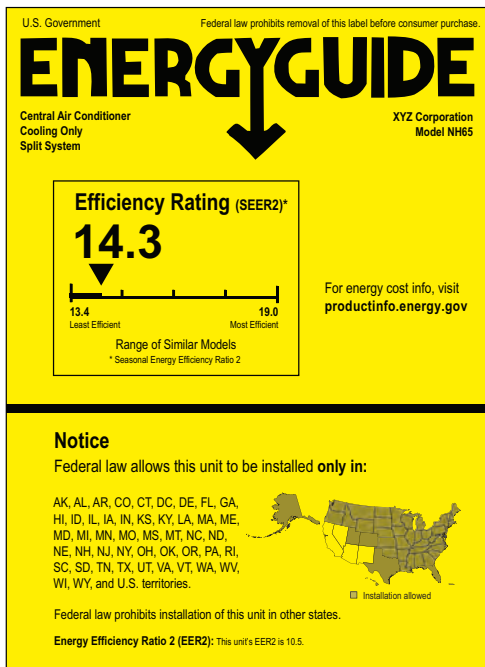 U.S. Government
Federal law prohibits removal of this label before consumer purchase.
ENERGYGUIDE
Central Air Conditioner
Cooling Only
Split System
XYZ Corporation
Model NH65
Efficiency Rating (SEER2)*
14.3
13.4
Least Efficient
19.0
Most Efficient
Range of Similar Models
* Seasonal Energy Efficiency Ratio 2
For energy cost info, visit
productinfo.energy.gov
Notice
Federal law allows this unit to be installed only in:
AK, AL, AR, CO, CT, DC, DE, FL, GA,
HI, ID, IL, IA, IN, KS, KY, LA, MA, ME,
MD, MI, MN, MO, MS, MT, NC, ND,
NE, NH, NJ, NY, OH, OK, OR, PA, RI,
SC, SD, TN, TX, UT, VA, VT, WA, WV,
WI, WY, and U.S. territories.
Installation allowed
Federal law prohibits installation of this unit in other states.
Energy Efficiency Ratio 2 (EER2): This unit's EER2 is 10.5.